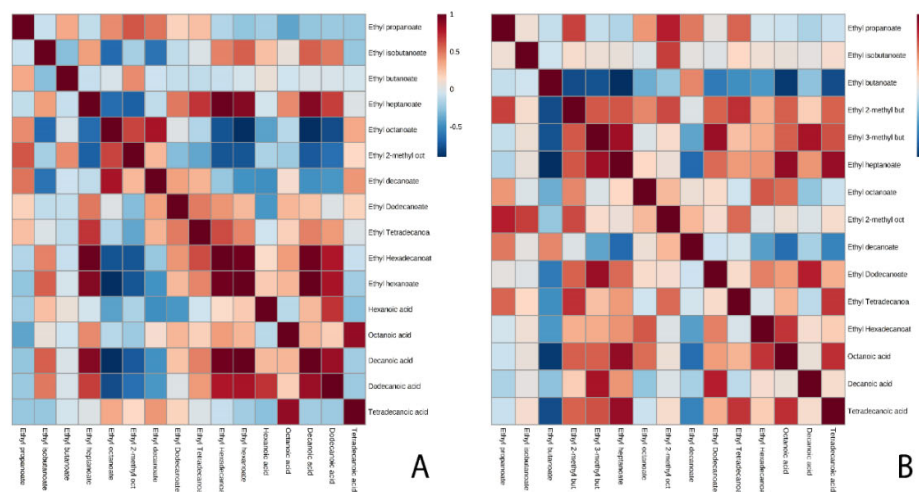 Ethyl propanoate
Ethyl isobutanoate
Ethyl butanoate
Ethyl heptanoate
Ethyl octanoate
Ethyl 2-methyl oct
Ethyl decanoate
Ethyl Dodecanoate
Ethyl Tetradecanoa
Ethyl Hexadecanoat
Ethyl hexanoate
Hexanoic acid
Octanoic acid
Decanoic acid
Dodecanoic acid
Tetradecanoic acid
1
0.5
0
-0.5
Ethyl propanoate
Ethyl isobutanoate
Ethyl butanoate
Ethyl heptanoate
Ethyl octanoate
Ethyl 2-methyl oct
Ethyl decanoate
Ethyl Dodecanoate
Ethyl Tetradecanoa
Ethyl Hexadecanoat
Ethyl hexanoate
Hexanoic acid
Octanoic acid
Decanoic acid
Dodecanoic acid
Tetradecanoic acid
A
Ethyl propanoate
Ethyl isobutanoate
Ethyl butanoate
Ethyl 2-methyl but
Ethyl 3-methyl but
Ethyl heptanoate
Ethyl octanoate
Ethyl 2-methyl oct
Ethyl decanoate
Ethyl Dodecanoate
Ethyl Tetradecanoa
Ethyl Hexadecanoat
Octanoic acid
Decanoic acid
Tetradecanoic acid
Ethyl propanoate
Ethyl isobutanoate
Ethyl butanoate
Ethyl 2-methyl but
Ethyl 3-methyl but
Ethyl heptanoate
Ethyl octanoate
Ethyl 2-methyl oct
Ethyl decanoate
Ethyl Dodecanoate
Ethyl Tetradecanoa
Ethyl Hexadecanoat
Octanoic acid
Decanoic acid
Tetradecanoic acid
B